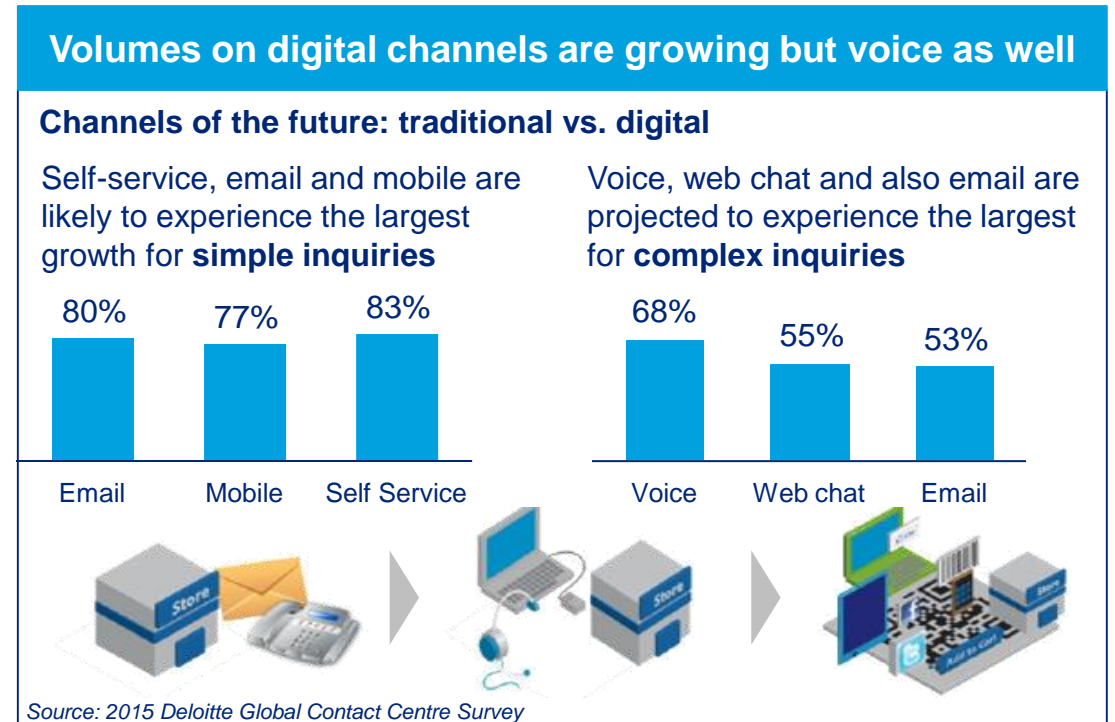 Volumes on digital channels are growing but voice as well
Channels of the future: traditional vs. digital
Self-service, email and mobile are
likely to experience the largest
growth for simple inquiries
Voice, web chat and also email are
projected to experience the largest
for complex inquiries
80%
77%
83%
Email
Mobile
Self Service
68%
55%
53%
Voice
Web chat
Email
Store
Store
Store
Add to Cart
Source: 2015 Deloitte Global Contact Centre Survey